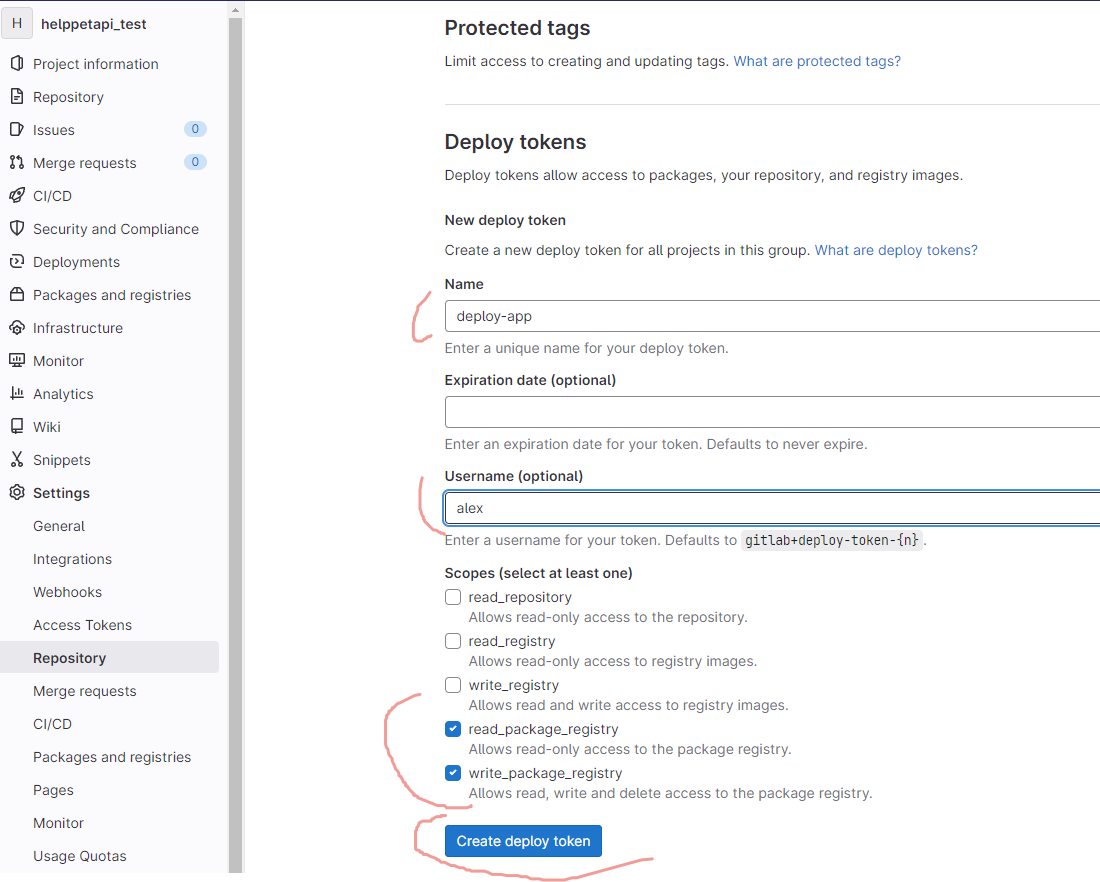 H helppetapi_test
Project information
Repository
Issues 0
Merge requests 0
CI/CD
Security and Compliance
Deployments
Packages and registries
Infrastructure
Monitor
Analytics
Wiki
Snippets
Settings
General
Integrations
Webhooks
Access Tokens
Repository
Merge requests
CI/CD
Packages and registries
Pages
Monitor
Usage Quotas
Protected tags
Limit access to creating and updating tags. What are protected tags?
Deploy tokens
Deploy tokens allow access to packages, your repository, and registry images.
New deploy token
Create a new deploy token for all projects in this group. What are deploy tokens?
Name
deploy-app
Enter a unique name for your deploy token.
Expiration date (optional)
Enter an expiration date for your token. Defaults to never expire.
Username (optional)
alex
Enter a username for your token. Defaults to gitlab+deploy-token-{n}.
Scopes (select at least one)
read_repository
Allows read-only access to the repository.
read_registry
Allows read-only access to registry images.
write_registry
Allows read and write access to registry images.
read_package_registry
Allows read-only access to the package registry.
write_package_registry
Allows read, write and delete access to the package registry.
Create deploy token